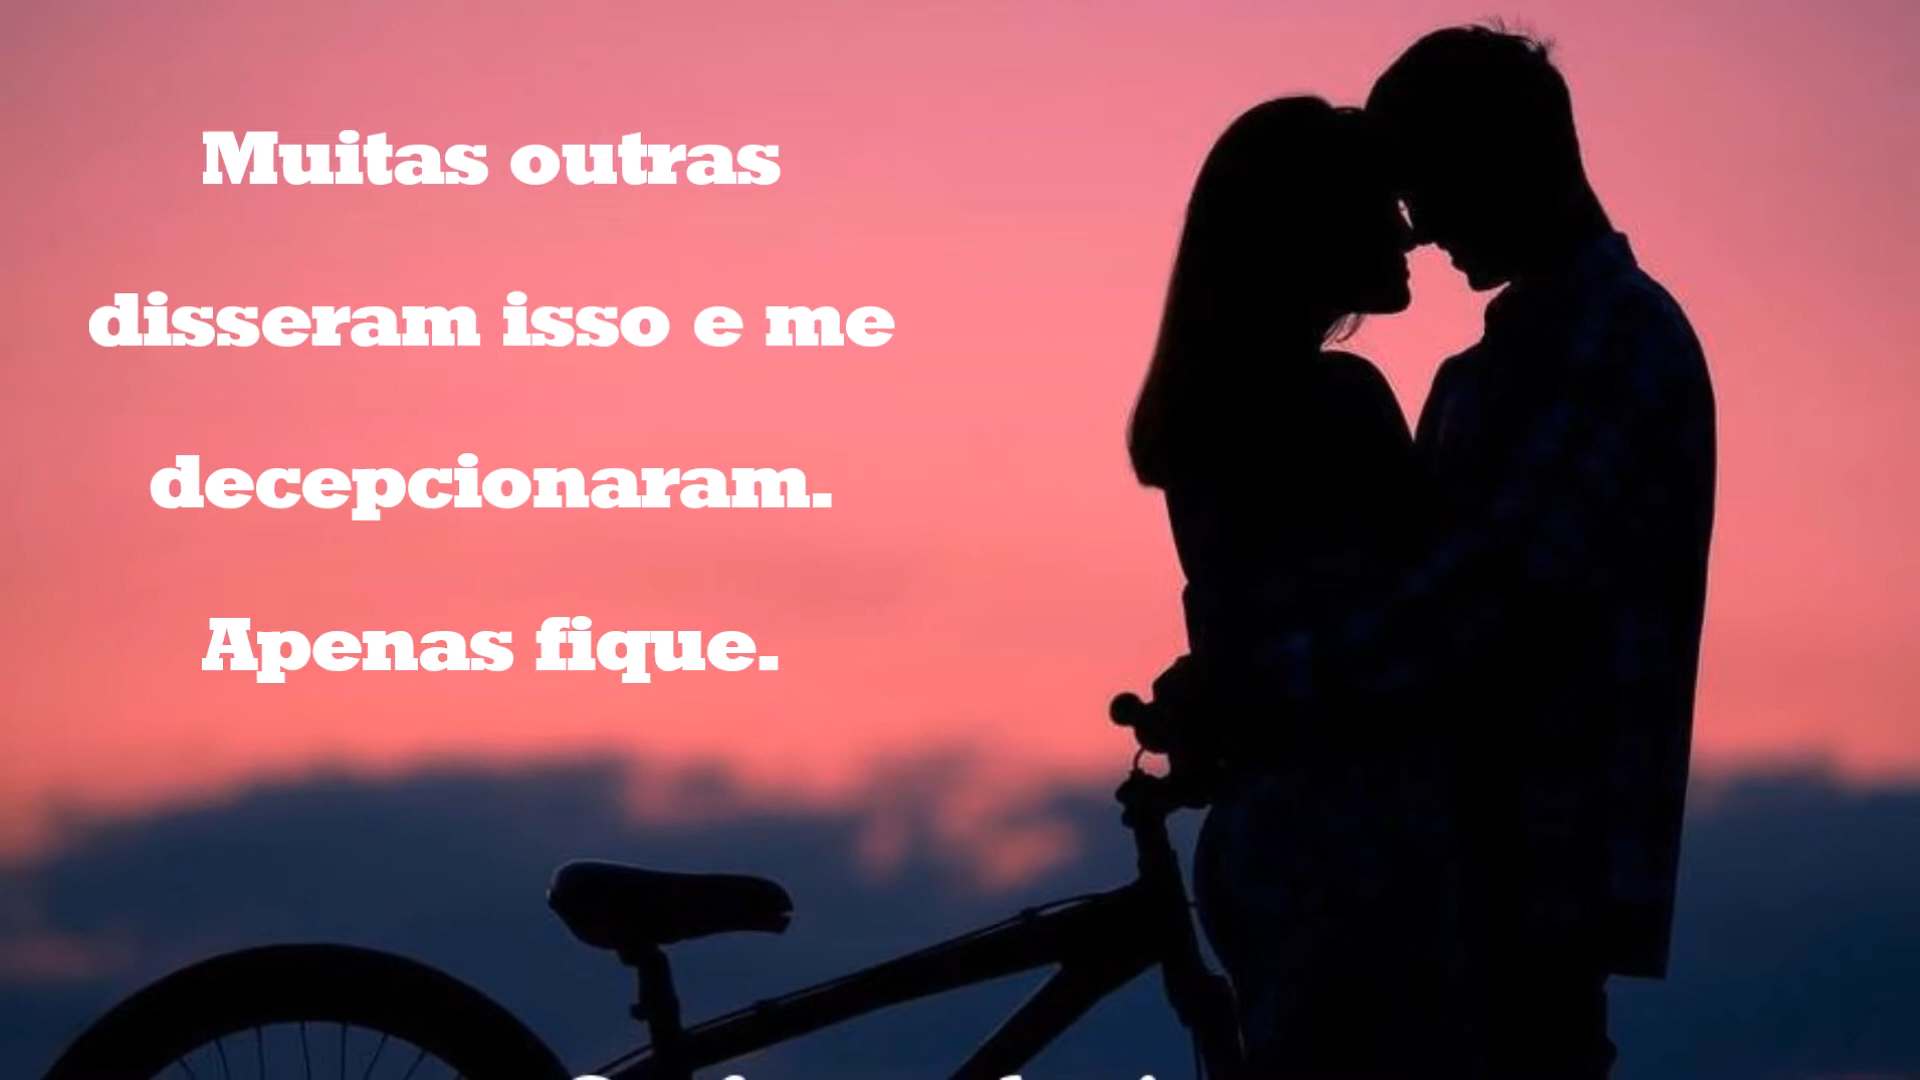 Muitas outras
disseram isso e me
decepcionaram.
Apenas fique.